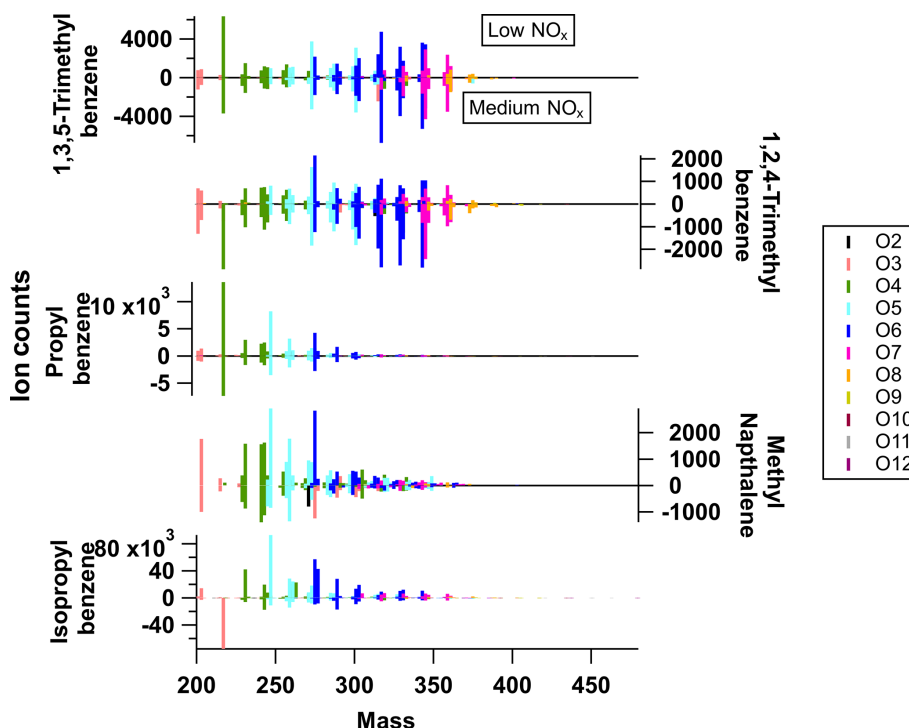 Low NOx
Medium NOx
Ion counts
1,3,5-Trimethyl
benzene
4000
0
-4000
1,2,4-Trimethyl
benzene
2000
1000
0
-1000
-2000
Propyl
benzene
10 x10³
5
0
-5
Methyl
Napthalene
2000
1000
0
-1000
Isopropyl
benzene
80 x10³
40
0
-40
200
250
300
350
400
450
Mass
O2
O3
O4
O5
O6
O7
O8
O9
O10
O11
O12